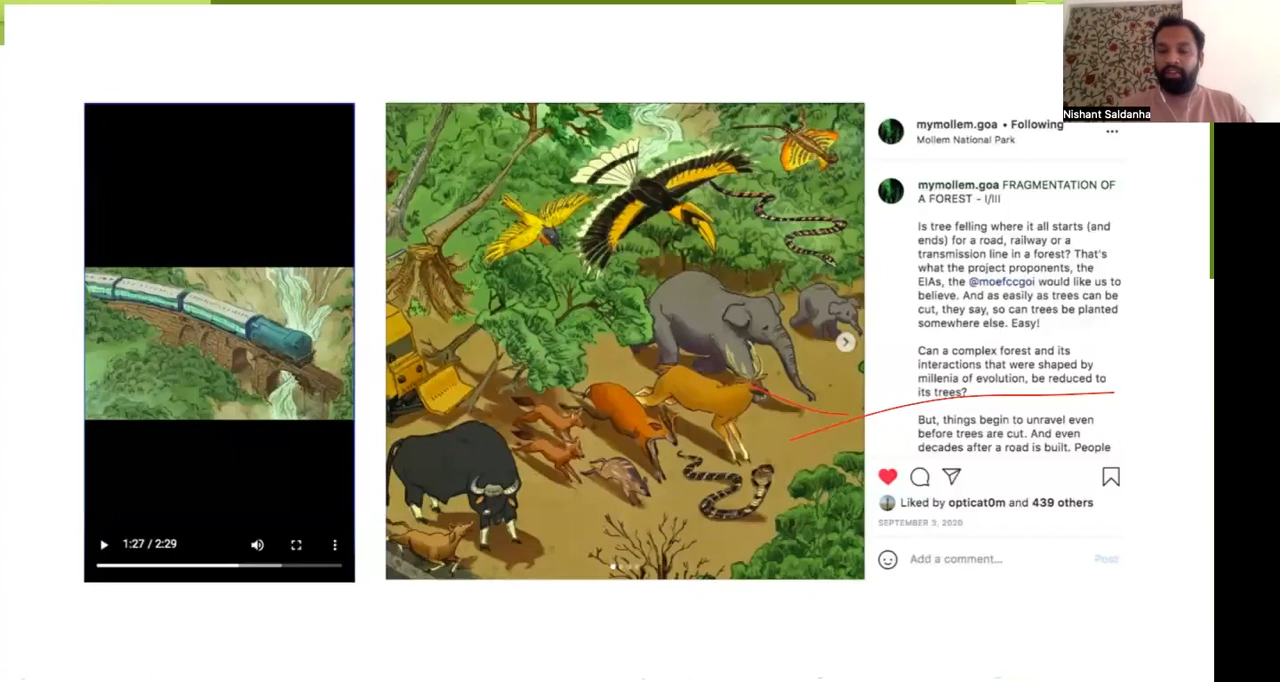 Nishant Saldanha
mymollem.goa • Following
Mollem National Park
mymollem.goa FRAGMENTATION OF
A FOREST - I/III
Is tree felling where it all starts (and
ends) for a road, railway or a
transmission line in a forest? That's
what the project proponents, the
EIAs, the @moefccgoi would like us to
believe. And as easily as trees can be
cut, they say, so can trees be planted
somewhere else. Easy!
Can a complex forest and its
interactions that were shaped by
millenia of evolution, be reduced to
its trees?
But, things begin to unravel even
before trees are cut. And even
decades after a road is built. People
Liked by opticat0m and 439 others
SEPTEMBER 3, 2020
Add a comment... Post
1:27 / 2:29